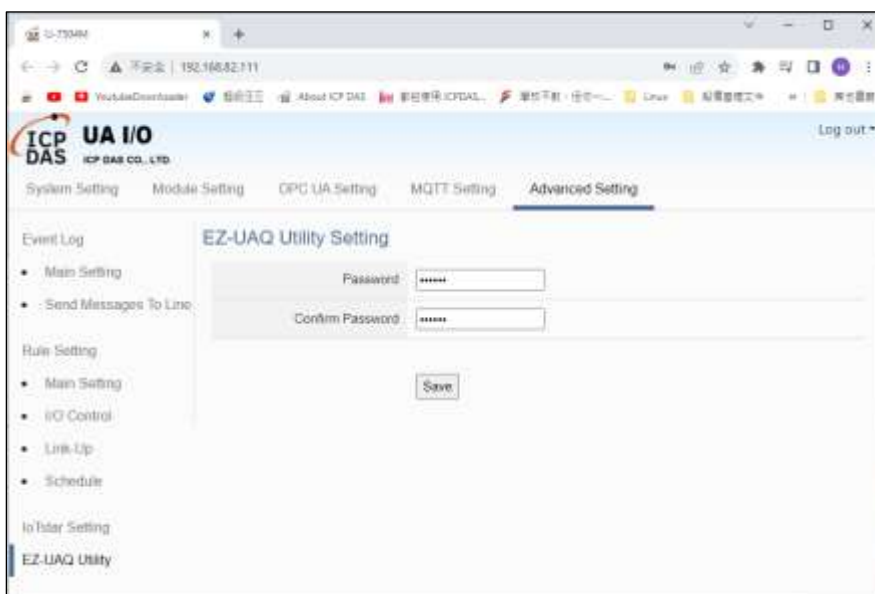 U-7504M
不安全 | 192.168.82.111
YoutubeDownloader
About ICP DAS
Linux
ICP DAS
UA I/O
ICP DAS CO., LTD.
Log out
System Setting Module Setting OPC UA Setting MQTT Setting Advanced Setting
Event Log
Main Setting
Send Messages To Line
Rule Setting
Main Setting
I/O Control
Link-Up
Schedule
IoTstar Setting
EZ-UAQ Utility
EZ-UAQ Utility Setting
Password ••••••
Confirm Password ••••••
Save